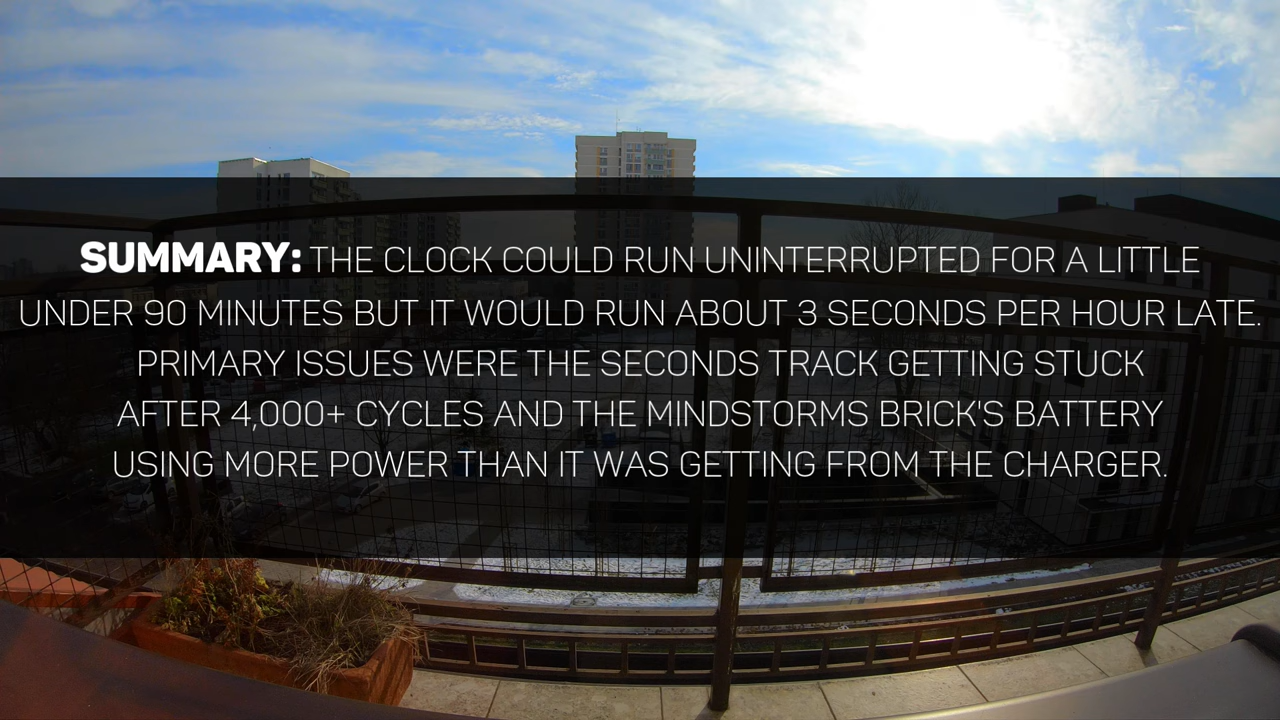 SUMMARY: THE CLOCK COULD RUN UNINTERRUPTED FOR A LITTLE
UNDER 90 MINUTES BUT IT WOULD RUN ABOUT 3 SECONDS PER HOUR LATE.
PRIMARY ISSUES WERE THE SECONDS TRACK GETTING STUCK
AFTER 4,000+ CYCLES AND THE MINDSTORMS BRICK'S BATTERY
USING MORE POWER THAN IT WAS GETTING FROM THE CHARGER.